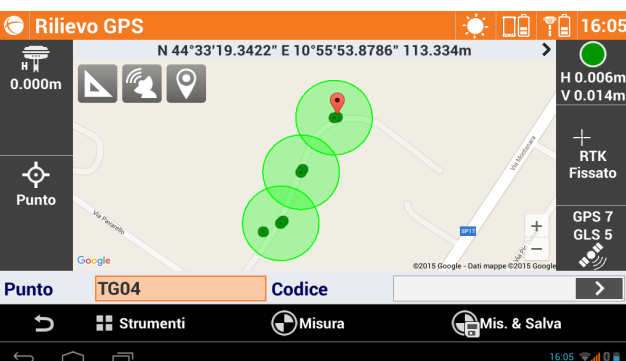 Rilievo GPS
16:05
N 44°33'19.3422" E 10°55'53.8786" 113.334m
H
0.000m
H 0.006m
V 0.014m
RTK
Fissato
Punto
GPS 7
GLS 5
Via Pavarello
Via Montanara
SP17
+
−
Google
©2015 Google - Dati mappe ©2015 Google
Punto
TG04
Codice
Strumenti
Misura
Mis. & Salva
16:05